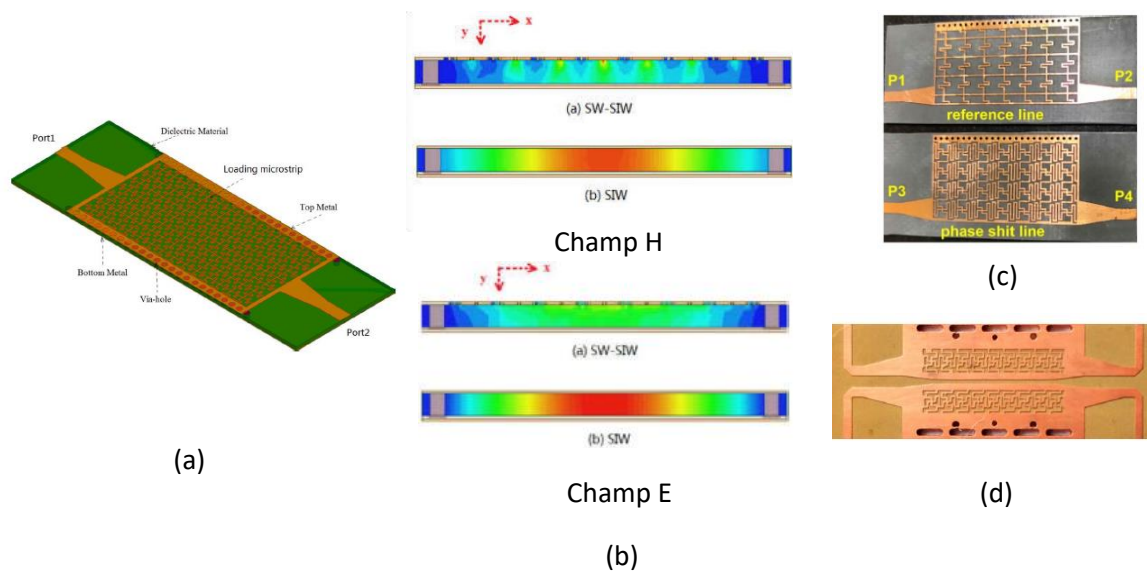 Port1
Dielectric Material
Loading microstrip
Top Metal
Bottom Metal
Via-hole
Port2
(a)
x
y
(a) SW-SIW
(b) SIW
Champ H
x
y
(a) SW-SIW
(b) SIW
Champ E
(b)
P1
P2
reference line
P3
P4
phase shit line
(c)
(d)